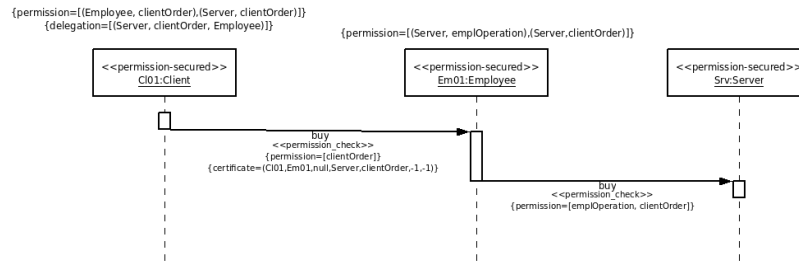 {permission=[(Employee, clientOrder),(Server, clientOrder)]}
{delegation=[(Server, clientOrder, Employee)]}
{permission=[(Server, emplOperation),(Server,clientOrder)]}
<<permission-secured>>
Cl01:Client
<<permission-secured>>
Em01:Employee
<<permission-secured>>
Srv:Server
buy
<<permission_check>>
{permission=[clientOrder]}
{certificate=(Cl01,Em01,null,Server,clientOrder,-1,-1)}
buy
<<permission_check>>
{permission=[emplOperation, clientOrder]}